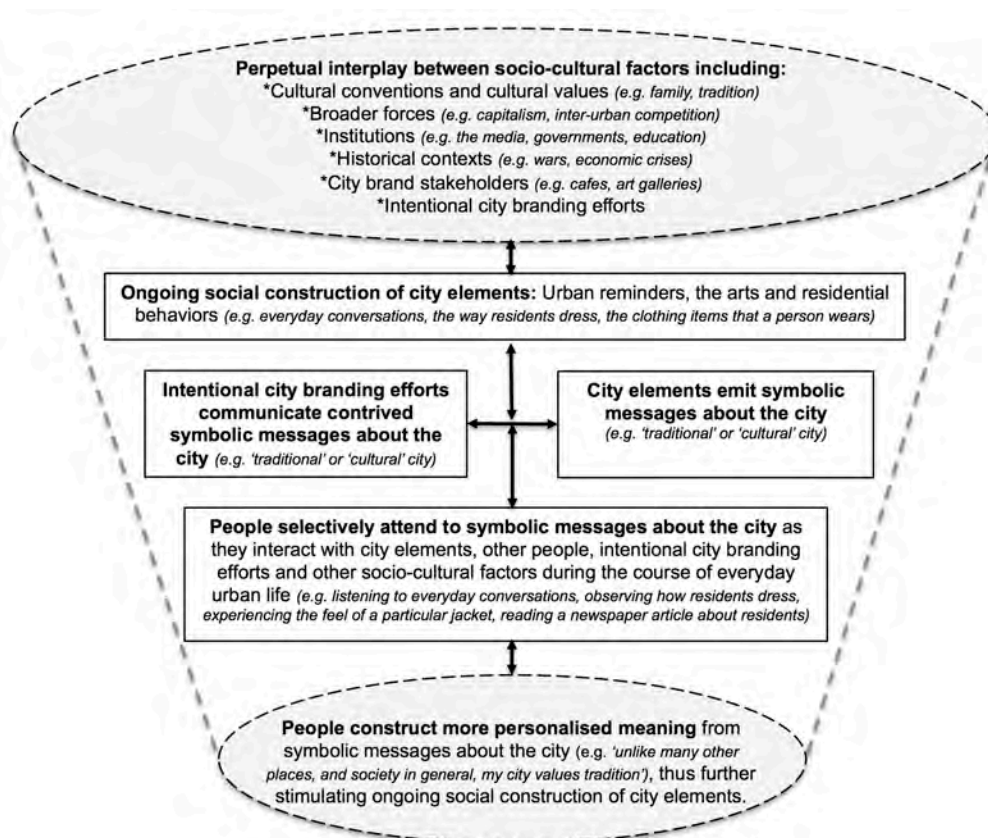 Perpetual interplay between socio-cultural factors including:
*Cultural conventions and cultural values (e.g. family, tradition)
*Broader forces (e.g. capitalism, inter-urban competition)
*Institutions (e.g. the media, governments, education)
*Historical contexts (e.g. wars, economic crises)
*City brand stakeholders (e.g. cafes, art galleries)
*Intentional city branding efforts
Ongoing social construction of city elements: Urban reminders, the arts and residential
behaviors (e.g. everyday conversations, the way residents dress, the clothing items that a person wears)
Intentional city branding efforts
communicate contrived
symbolic messages about the
city (e.g. ‘traditional’ or ‘cultural’ city)
City elements emit symbolic
messages about the city
(e.g. ‘traditional’ or ‘cultural’ city)
People selectively attend to symbolic messages about the city as
they interact with city elements, other people, intentional city branding
efforts and other socio-cultural factors during the course of everyday
urban life (e.g. listening to everyday conversations, observing how residents dress,
experiencing the feel of a particular jacket, reading a newspaper article about residents)
People construct more personalised meaning from
symbolic messages about the city (e.g. ‘unlike many other
places, and society in general, my city values tradition’), thus further
stimulating ongoing social construction of city elements.